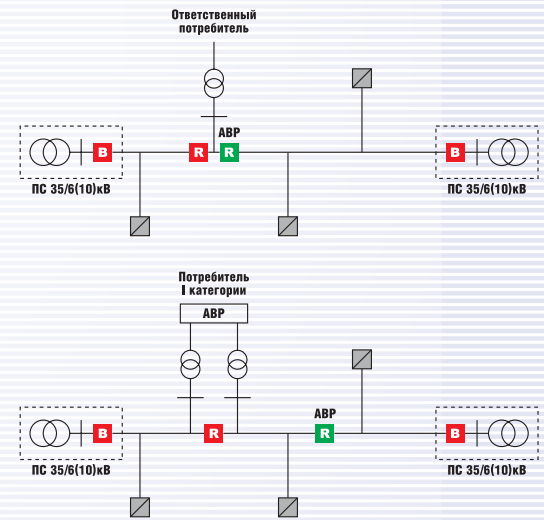 Ответственный
потребитель
АВР
В
R
R
В
ПС 35/6(10)кВ
ПС 35/6(10)кВ
Потребитель
I категории
АВР
АВР
В
R
R
В
ПС 35/6(10)кВ
ПС 35/6(10)кВ